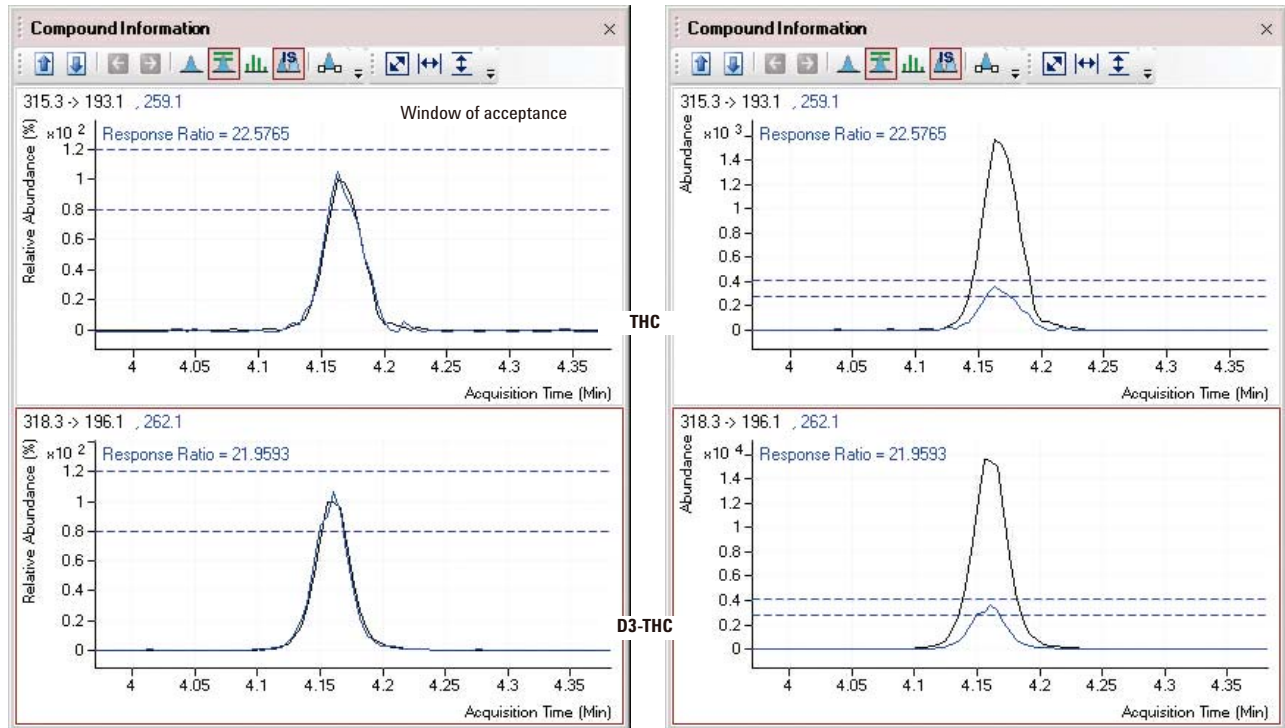 Compound Information ×
IS
315.3 -> 193.1 , 259.1
Window of acceptance
Response Ratio = 22.5765
×10 2
Relative Abundance (%)
1.2
1
0.8
0.6
0.4
0.2
0
4 4.05 4.1 4.15 4.2 4.25 4.3 4.35
Acquisition Time (Min)
318.3 -> 196.1 , 262.1
Response Ratio = 21.9593
×10 2
Relative Abundance (%)
1.2
1
0.8
0.6
0.4
0.2
0
4 4.05 4.1 4.15 4.2 4.25 4.3 4.35
Acquisition Time (Min)
THC
D3-THC
Compound Information ×
IS
315.3 -> 193.1 , 259.1
Response Ratio = 22.5765
×10 3
Abundance
1.4
1.2
1
0.8
0.6
0.4
0.2
0
4 4.05 4.1 4.15 4.2 4.25 4.3 4.35
Acquisition Time (Min)
318.3 -> 196.1 , 262.1
Response Ratio = 21.9593
×10 4
Abundance
1.4
1.2
1
0.8
0.6
0.4
0.2
0
4 4.05 4.1 4.15 4.2 4.25 4.3 4.35
Acquisition Time (Min)